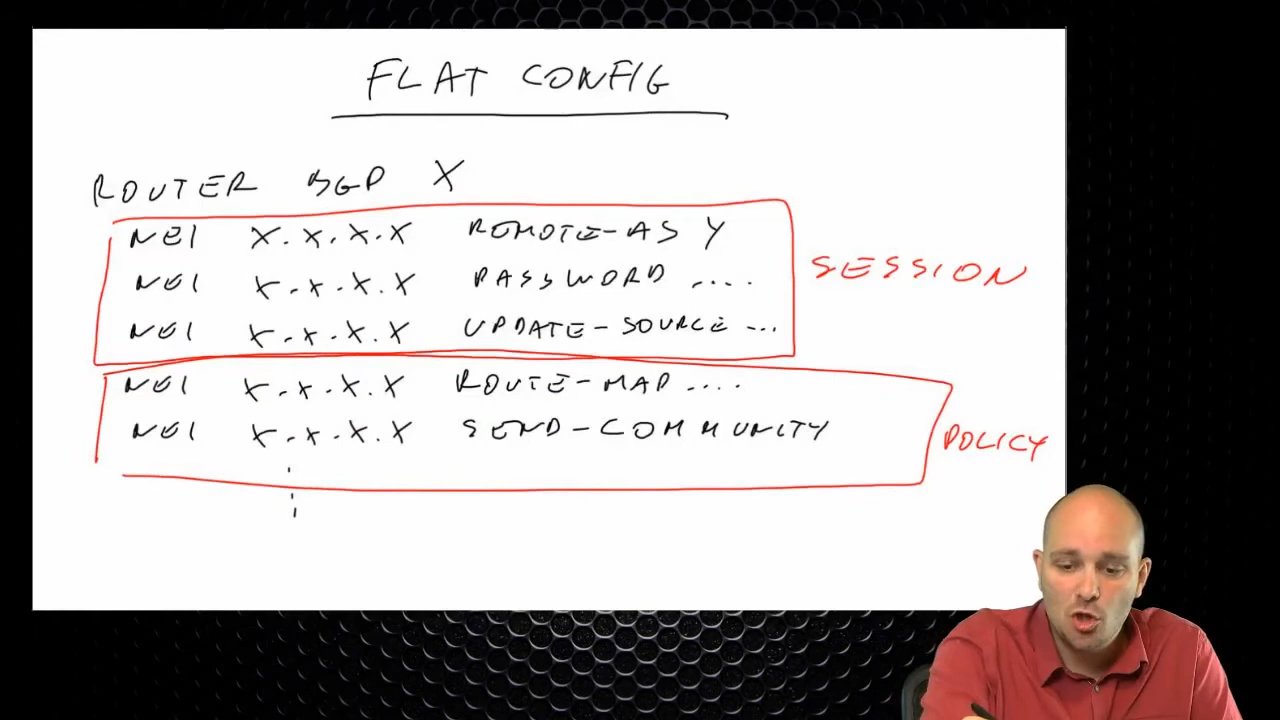 FLAT CONFIG
ROUTER BGP X
NEI X.X.X.X REMOTE-AS Y
NEI X.X.X.X PASSWORD ....
NEI X.X.X.X UPDATE-SOURCE ...
SESSION
NEI X.X.X.X ROUTE-MAP ....
NEI X.X.X.X SEND-COMMUNITY
POLICY